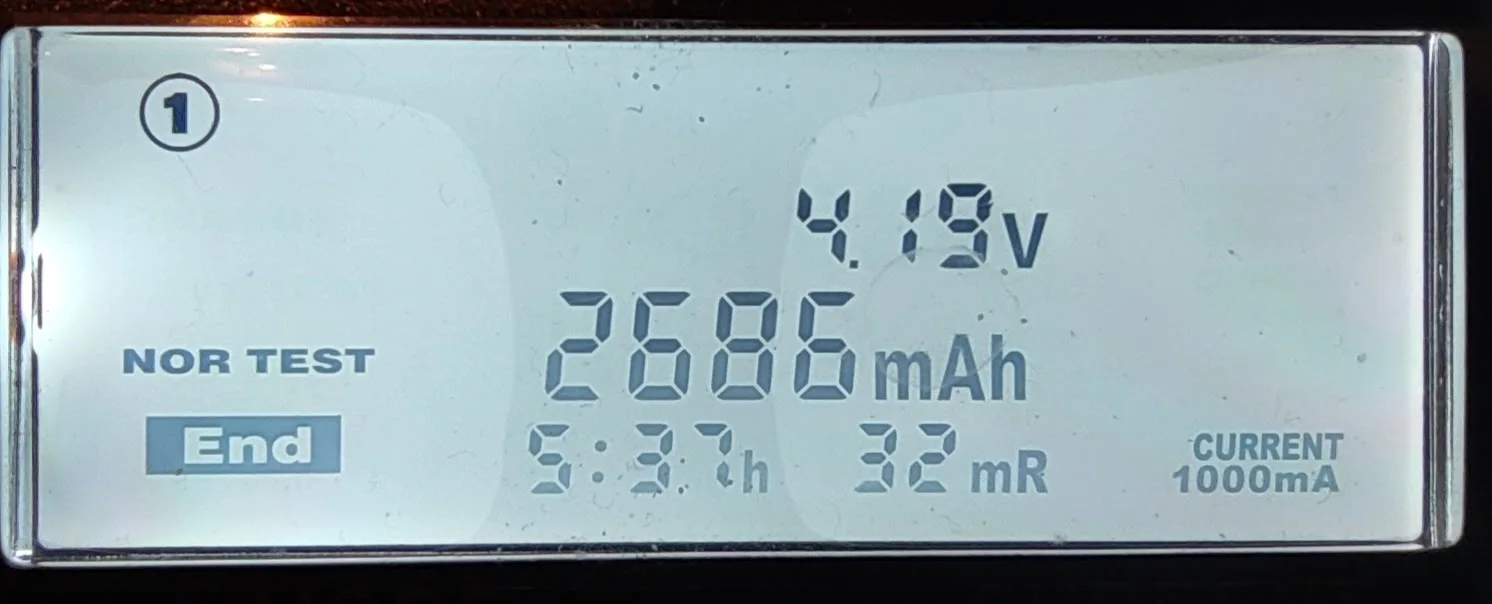 1
4.19V
2686mAh
NOR TEST
End
5:37h 32mR
CURRENT
1000mA